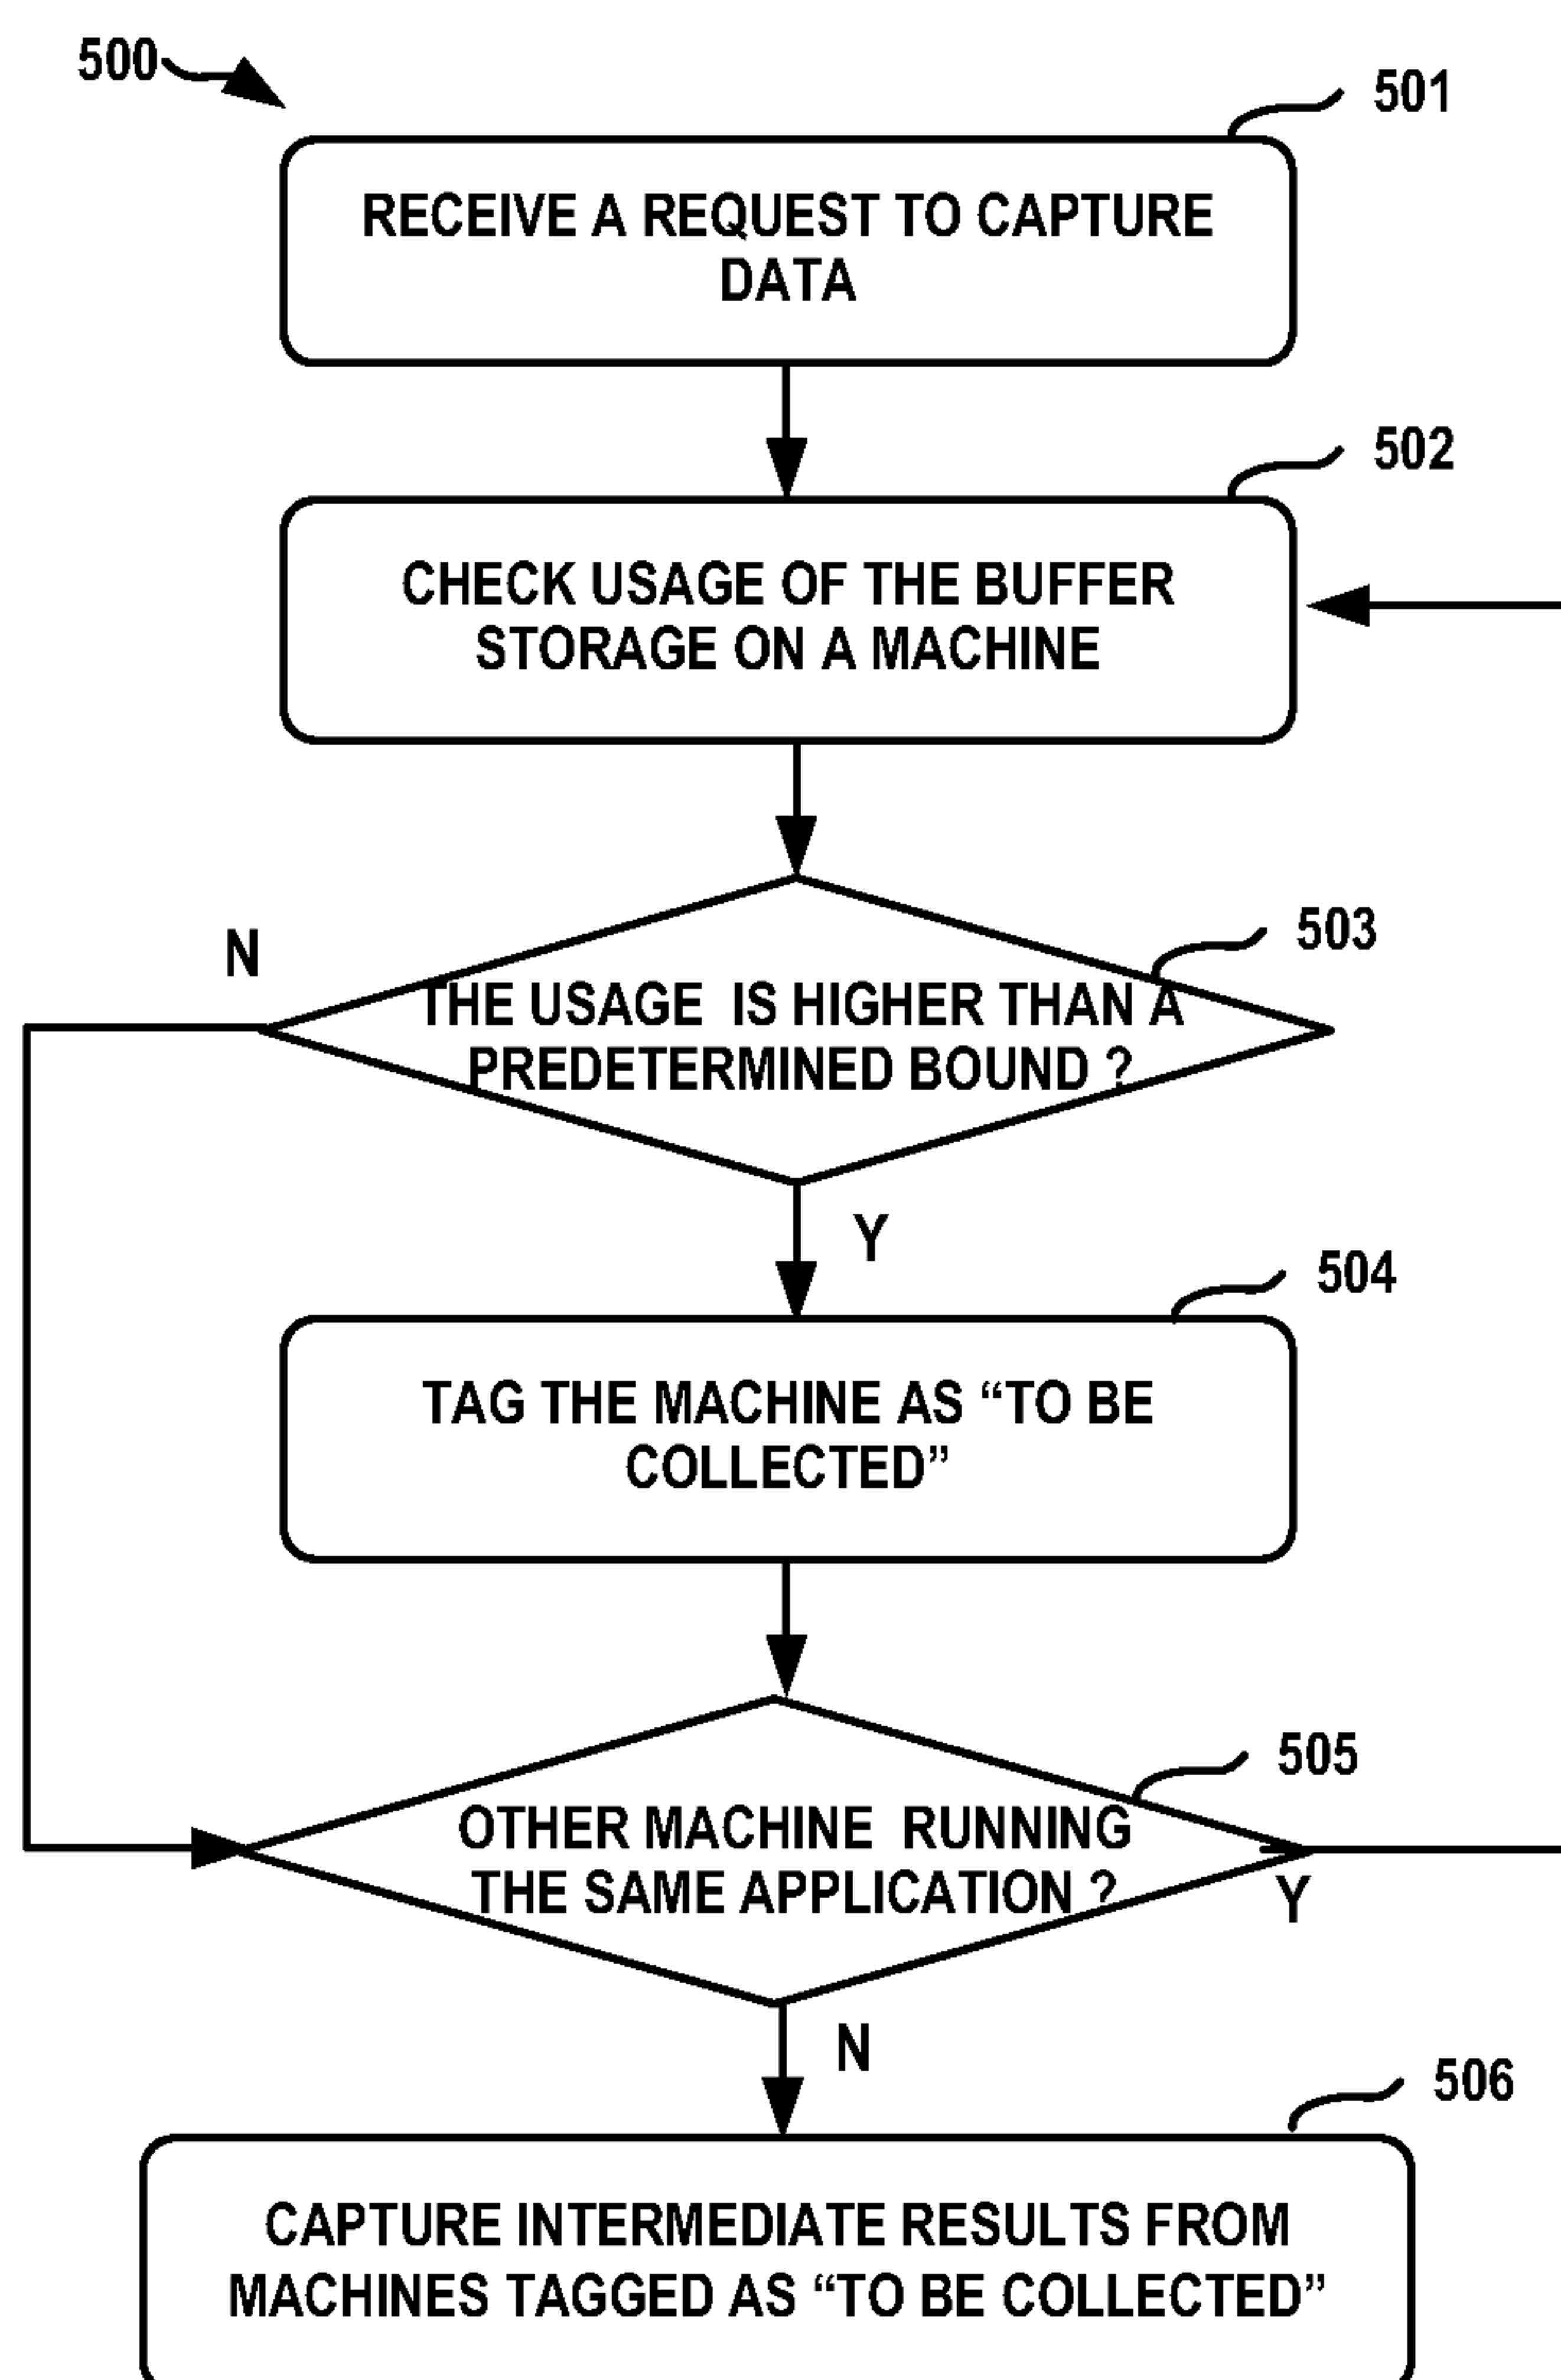 500
501
RECEIVE A REQUEST TO CAPTURE
DATA
502
CHECK USAGE OF THE BUFFER
STORAGE ON A MACHINE
503
N
THE USAGE IS HIGHER THAN A
PREDETERMINED BOUND ?
Y
504
TAG THE MACHINE AS “TO BE
COLLECTED”
505
OTHER MACHINE RUNNING
THE SAME APPLICATION ?
Y
N
506
CAPTURE INTERMEDIATE RESULTS FROM
MACHINES TAGGED AS “TO BE COLLECTED”